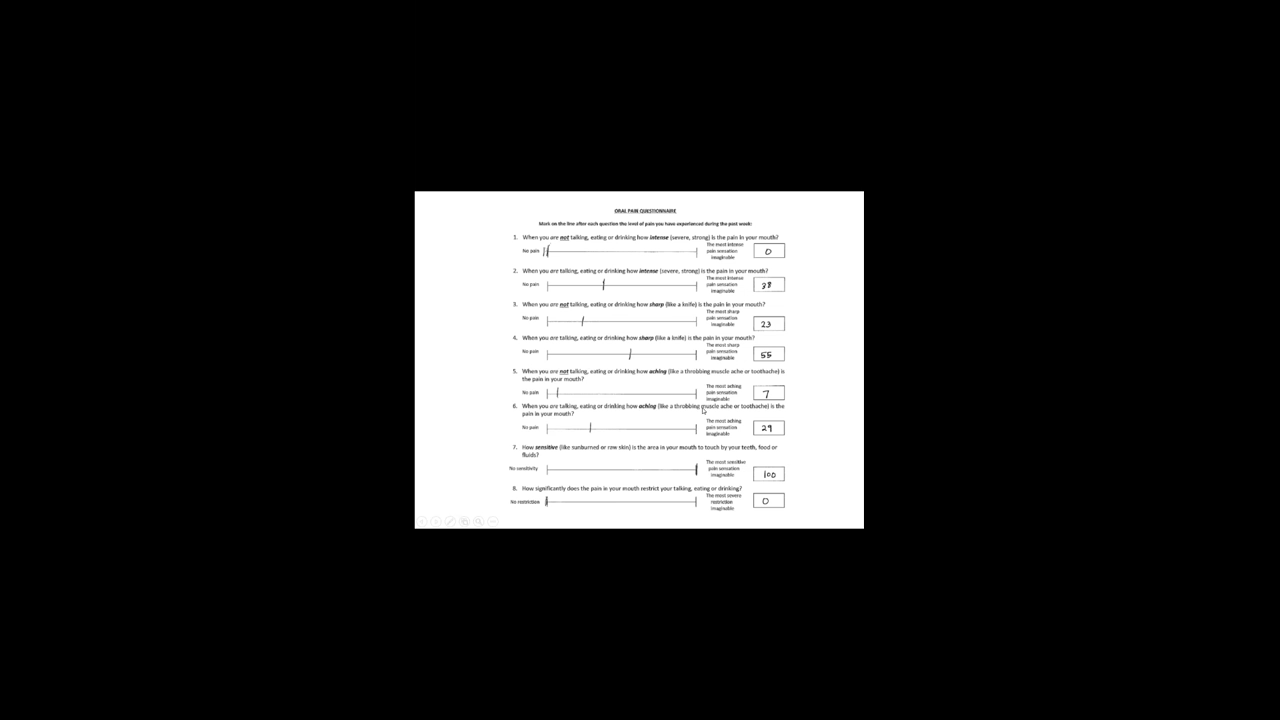 ORAL PAIN QUESTIONNAIRE
Mark on the line after each question the level of pain you have experienced during the past week:
1. When you are not talking, eating or drinking how intense (severe, strong) is the pain in your mouth?
No pain
The most intense
pain sensation
imaginable
0
2. When you are talking, eating or drinking how intense (severe, strong) is the pain in your mouth?
No pain
The most intense
pain sensation
imaginable
38
3. When you are not talking, eating or drinking how sharp (like a knife) is the pain in your mouth?
No pain
The most sharp
pain sensation
imaginable
23
4. When you are talking, eating or drinking how sharp (like a knife) is the pain in your mouth?
No pain
The most sharp
pain sensation
imaginable
55
5. When you are not talking, eating or drinking how aching (like a throbbing muscle ache or toothache) is
the pain in your mouth?
No pain
The most aching
pain sensation
imaginable
7
6. When you are talking, eating or drinking how aching (like a throbbing muscle ache or toothache) is the
pain in your mouth?
No pain
The most aching
pain sensation
imaginable
29
7. How sensitive (like sunburned or raw skin) is the area in your mouth to touch by your teeth, food or
fluids?
No sensitivity
The most sensitive
pain sensation
imaginable
100
8. How significantly does the pain in your mouth restrict your talking, eating or drinking?
No restriction
The most severe
restriction
imaginable
0